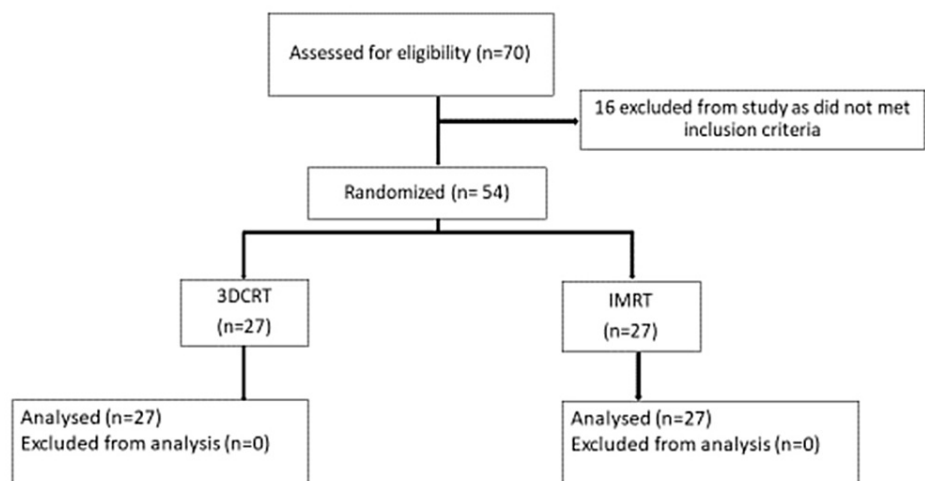 Assessed for eligibility (n=70)
16 excluded from study as did not met
inclusion criteria
Randomized (n= 54)
3DCRT
(n=27)
IMRT
(n=27)
Analysed (n=27)
Excluded from analysis (n=0)
Analysed (n=27)
Excluded from analysis (n=0)